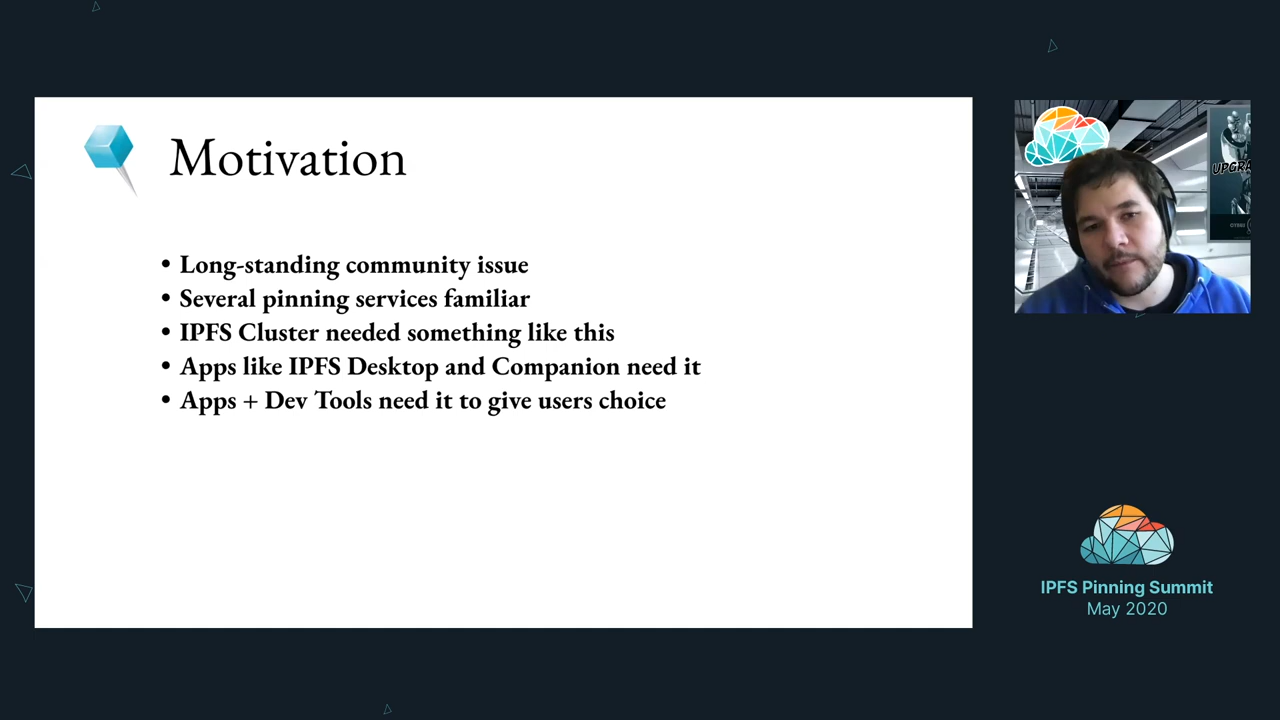 Motivation
• Long-standing community issue
• Several pinning services familiar
• IPFS Cluster needed something like this
• Apps like IPFS Desktop and Companion need it
• Apps + Dev Tools need it to give users choice
IPFS Pinning Summit
May 2020